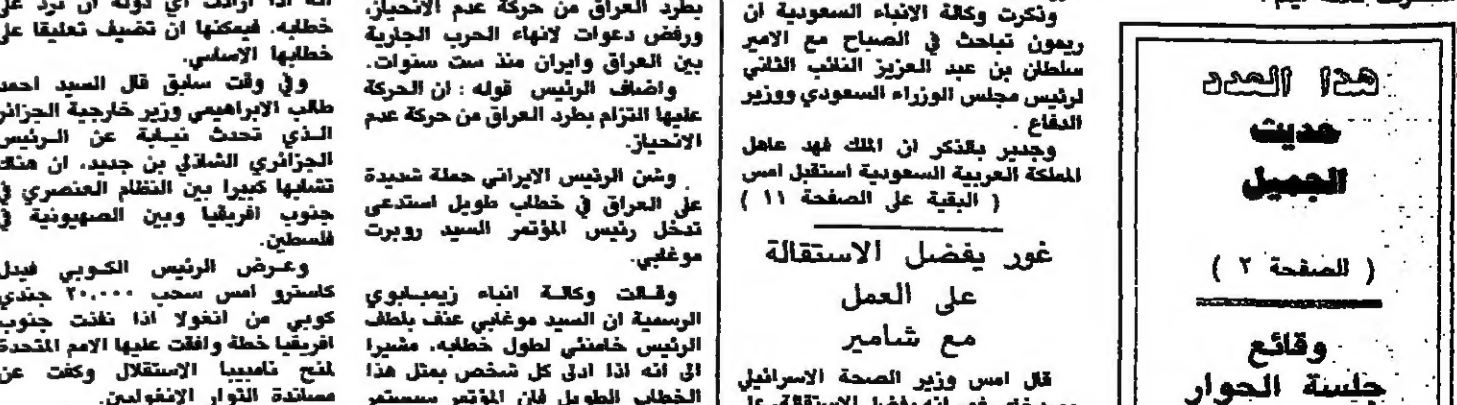 هذا العدد
حديث
الجميل
( الصفحة ٢ )
وقائع
جلسة الحوار
وذكرت وكالة الانباء السعودية ان
ريمون تباحث في الصباح مع الامير
سلطان بن عبد العزيز النائب الثاني
لرئيس مجلس الوزراء السعودي ووزير
الدفاع .
وجدير بالذكر ان الملك فهد عاهل
المملكة العربية السعودية استقبل امس
( البقية على الصفحة ١١ )
غور يفضل الاستقالة
على العمل
مع شامير
قال امس وزير الصحة الاسرائيلي
بطرد العراق من حركة عدم الانحياز،
ورفض دعوات لانهاء الحرب الجارية
بين العراق وايران منذ ست سنوات.
واضاف الرئيس قوله : ان الحركة
عليها التزام بطرد العراق من حركة عدم
الانحياز.
وشن الرئيس الايراني حملة شديدة
على العراق في خطاب طويل استدعى
تدخل رئيس المؤتمر السيد روبرت
موغابي.
وقالت وكالة انباء زيمبابوي
الرسمية ان السيد موغابي عنف بلطف
الرئيس خامنئي لطول خطابه، مشيرا
الى انه اذا ادلى كل شخص بمثل هذا
الخطاب الطويل فان المؤتمر سيستمر
انه اذا ارادت اي دولة ان ترد على
خطابه. فيمكنها ان تضيف تعليقا على
خطابها الاساسي.
وفي وقت سابق قال السيد احمد
طالب الابراهيمي وزير خارجية الجزائر
الذي تحدث نيابة عن الرئيس
الجزائري الشاذلي بن جديد، ان هناك
تشابها كبيرا بين النظام العنصري في
جنوب افريقيا وبين الصهيونية في
فلسطين.
وعرض الرئيس الكوبي فيدل
كاسترو امس سحب ٢٠,٠٠٠ جندي
كوبي من انغولا اذا نفذت جنوب
افريقيا خطة وافقت عليها الامم المتحدة
لمنح ناميبيا الاستقلال وكفت عن
مساندة الثوار الانغوليين.